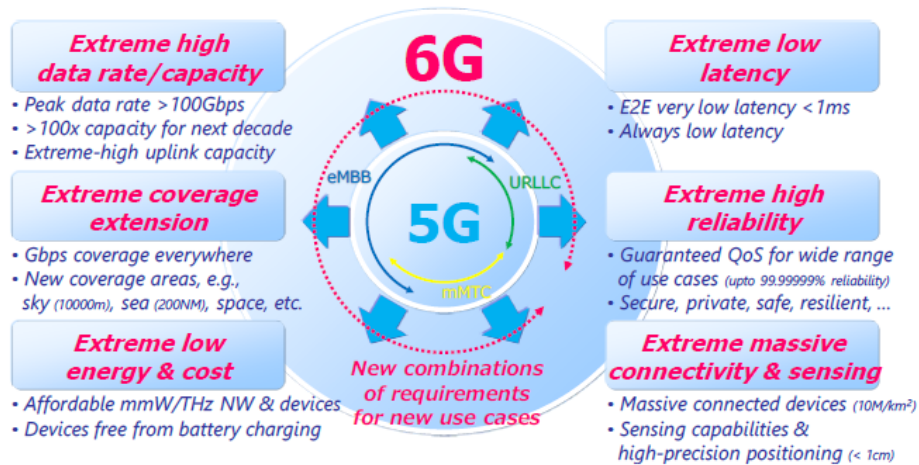 Extreme high
data rate/capacity
• Peak data rate >100Gbps
• >100x capacity for next decade
• Extreme-high uplink capacity
Extreme coverage
extension
• Gbps coverage everywhere
• New coverage areas, e.g.,
sky (10000m), sea (200NM), space, etc.
Extreme low
energy & cost
• Affordable mmW/THz NW & devices
• Devices free from battery charging
6G
eMBB
URLLC
5G
mMTC
New combinations
of requirements
for new use cases
Extreme low
latency
• E2E very low latency <1ms
• Always low latency
Extreme high
reliability
• Guaranteed QoS for wide range
of use cases (upto 99.99999% reliability)
• Secure, private, safe, resilient, ...
Extreme massive
connectivity & sensing
• Massive connected devices (10M/km²)
• Sensing capabilities &
high-precision positioning (< 1cm)